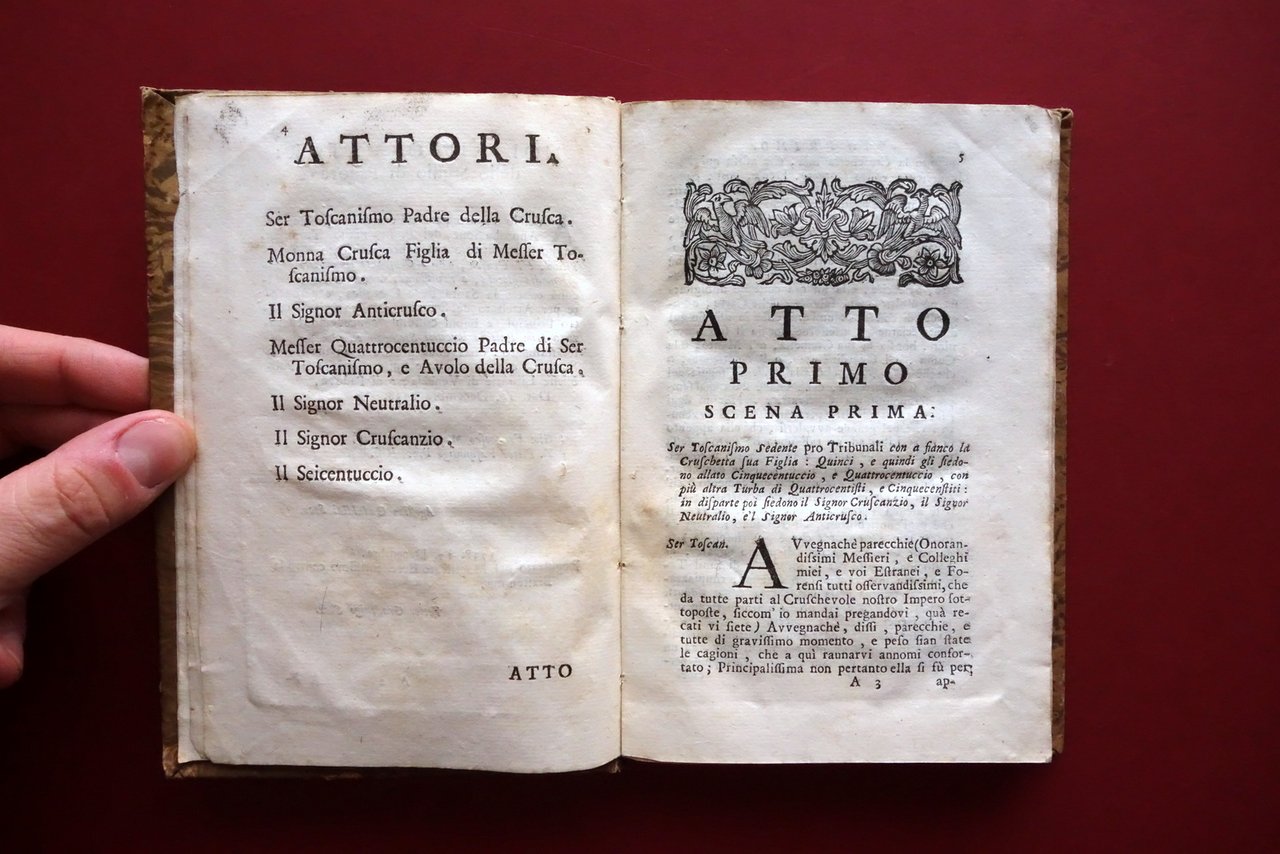 4
ATTORI.
Ser Toſcaniſmo Padre della Cruſca.
Monna Cruſca Figlia di Meſſer To-
ſcaniſmo.
Il Signor Anticruſco.
Meſſer Quattrocentuccio Padre di Ser
Toſcaniſmo, e Avolo della Cruſca.
Il Signor Neutralio.
Il Signor Cruſcanzio.
Il Seicentuccio.
ATTO
5
ATTO
PRIMO
SCENA PRIMA.
Ser Toſcaniſmo Sedente pro Tribunali con a fianco la
Cruſchetta ſua Figlia : Quinci, e quindi gli ſiedo-
no allato Cinquecentuccio, e Quattrocentuccio, con
più altra Turba di Quattrocentiſti, e Cinquecenſtiti :
in diſparte poi ſiedono il Signor Cruſcanzio, il Signor
Neutralio, e'l Signor Anticruſco.
Ser Toſcan. AVvegnachè parecchie (Onoran-
diſſimi Meſſieri, e Colleghi
miei, e voi Eſtranei, e Fo-
renſi tutti oſſervandiſſimi, che
da tutte parti al Cruſchevole noſtro Impero ſot-
topoſte, ſiccom' io mandai pregandovi, quà re-
cati vi ſiete) Avvegnachè, diſſi, parecchie, e
tutte di graviſſimo momento, e peſo ſian ſtate
le cagioni, che a quì raunarvi annomi confor-
tato; Principaliſſima non pertanto ella ſi fù per,
A 3 ap-